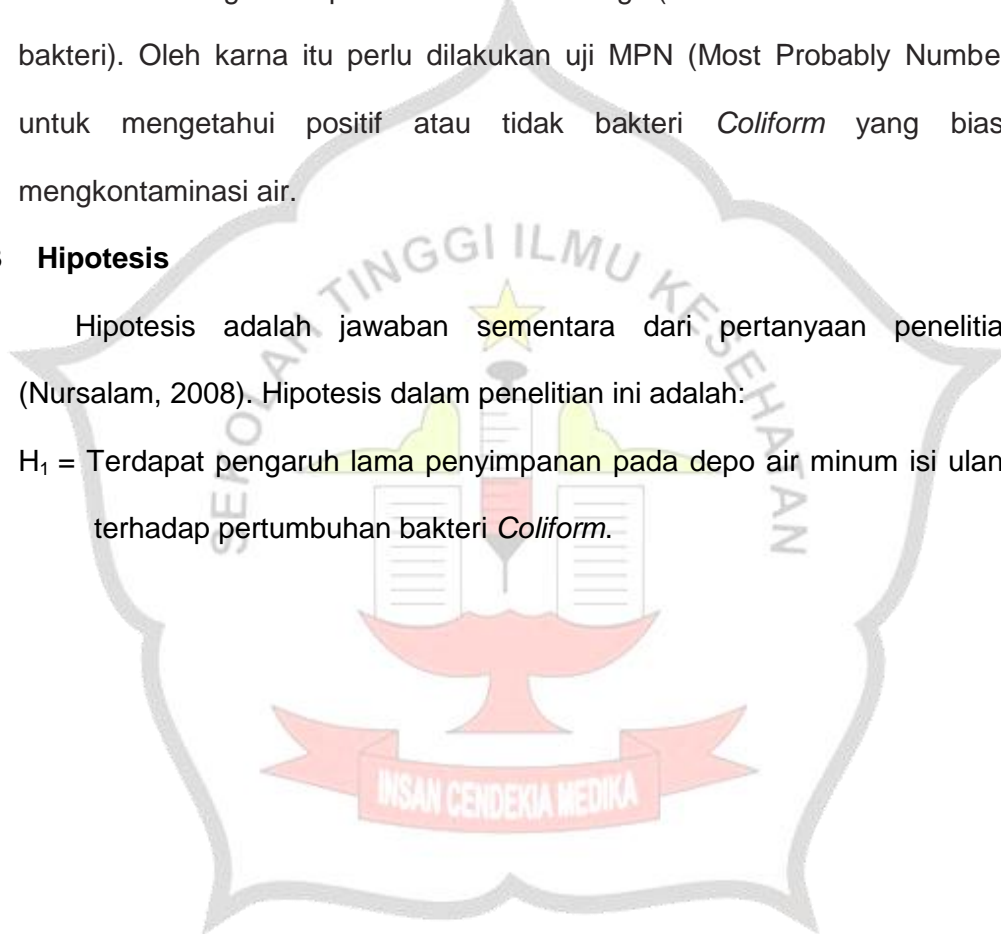 bakteri). Oleh karna itu perlu dilakukan uji MPN (Most Probably Numbe
untuk mengetahui positif atau tidak bakteri Coliform yang bias
mengkontaminasi air.
Hipotesis
Hipotesis adalah jawaban sementara dari pertanyaan penelitia
(Nursalam, 2008). Hipotesis dalam penelitian ini adalah:
H₁ = Terdapat pengaruh lama penyimpanan pada depo air minum isi ulan
terhadap pertumbuhan bakteri Coliform.
SEKOLAH TINGGI ILMU KESEHATAN
INSAN CENDEKIA MEDIKA